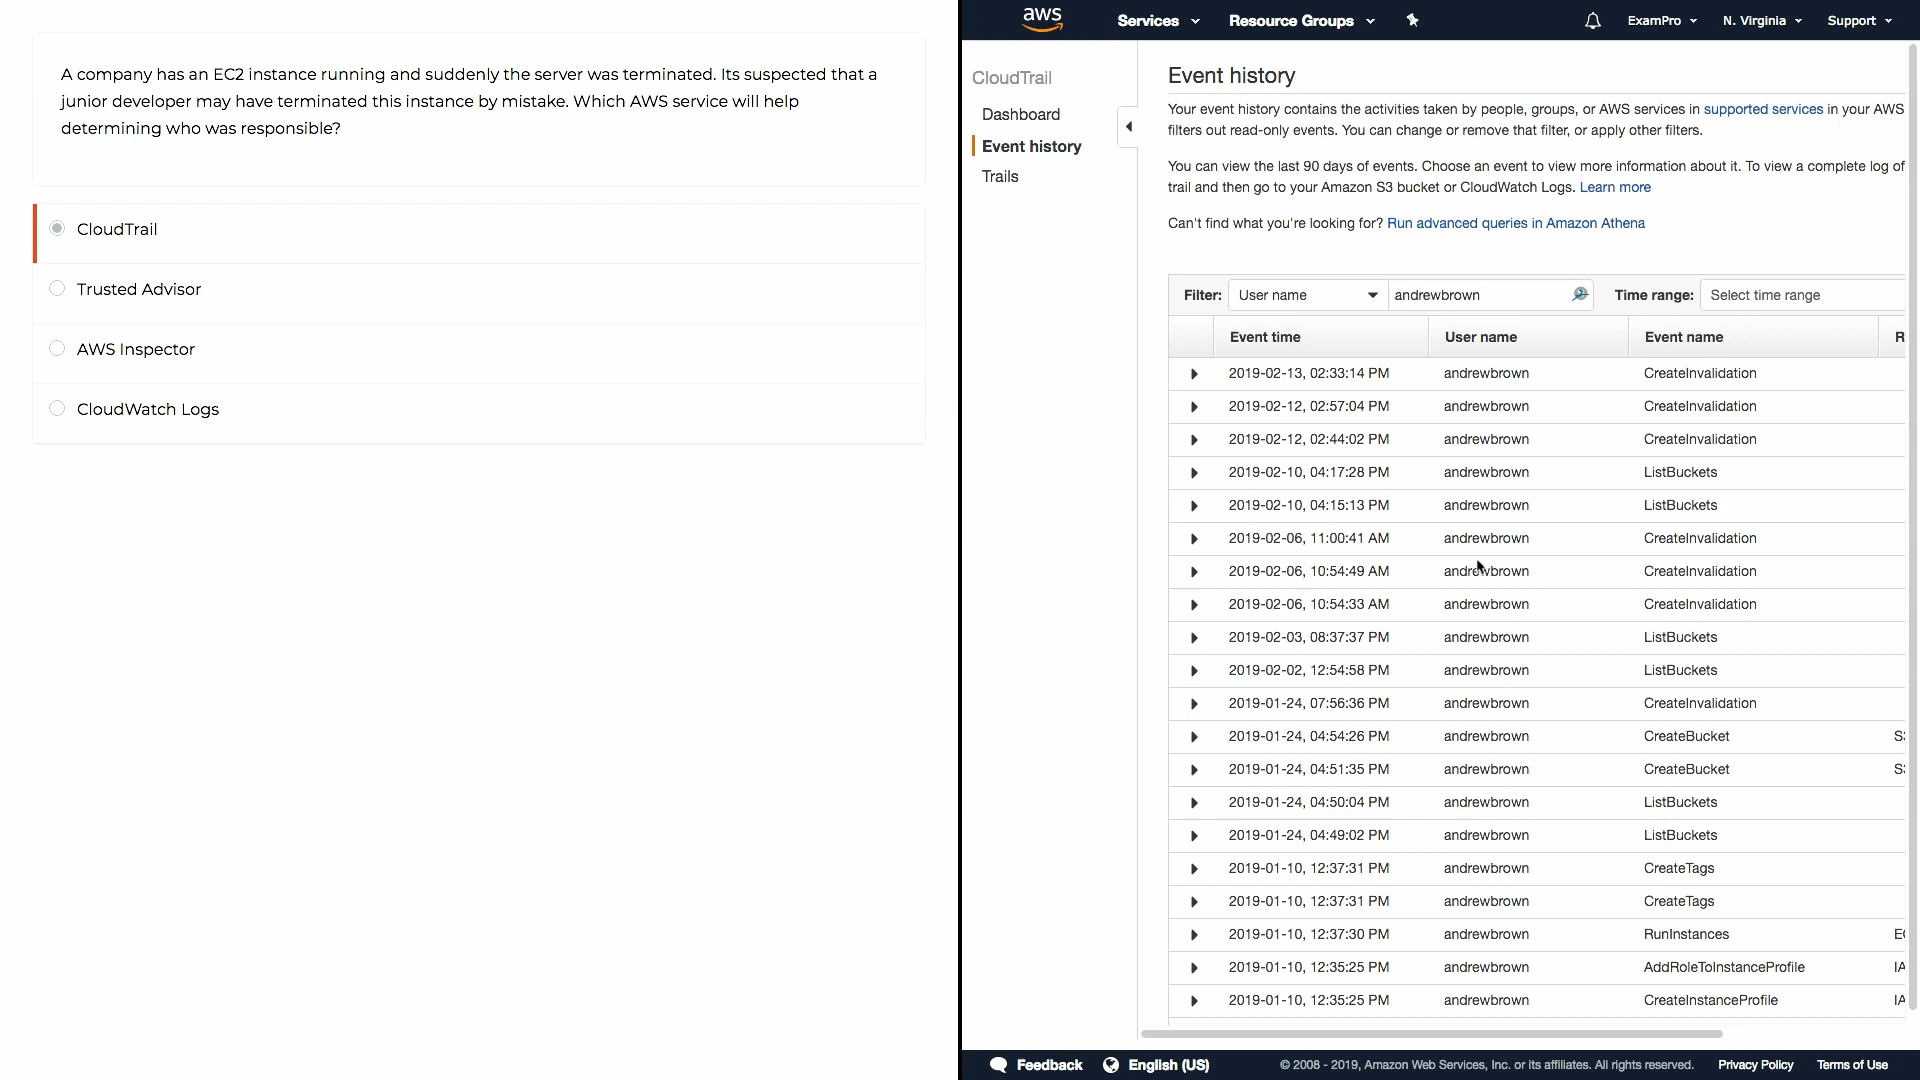 A company has an EC2 instance running and suddenly the server was terminated. Its suspected that a
junior developer may have terminated this instance by mistake. Which AWS service will help
determining who was responsible?
CloudTrail
Trusted Advisor
AWS Inspector
CloudWatch Logs
aws Services Resource Groups ExamPro N. Virginia Support
CloudTrail
Dashboard
Event history
Trails
Event history
Your event history contains the activities taken by people, groups, or AWS services in supported services in your AWS
filters out read-only events. You can change or remove that filter, or apply other filters.
You can view the last 90 days of events. Choose an event to view more information about it. To view a complete log of
trail and then go to your Amazon S3 bucket or CloudWatch Logs. Learn more
Can't find what you're looking for? Run advanced queries in Amazon Athena
Filter: User name andrewbrown Time range: Select time range
Event time User name Event name R
2019-02-13, 02:33:14 PM andrewbrown CreateInvalidation
2019-02-12, 02:57:04 PM andrewbrown CreateInvalidation
2019-02-12, 02:44:02 PM andrewbrown CreateInvalidation
2019-02-10, 04:17:28 PM andrewbrown ListBuckets
2019-02-10, 04:15:13 PM andrewbrown ListBuckets
2019-02-06, 11:00:41 AM andrewbrown CreateInvalidation
2019-02-06, 10:54:49 AM andrewbrown CreateInvalidation
2019-02-06, 10:54:33 AM andrewbrown CreateInvalidation
2019-02-03, 08:37:37 PM andrewbrown ListBuckets
2019-02-02, 12:54:58 PM andrewbrown ListBuckets
2019-01-24, 07:56:36 PM andrewbrown CreateInvalidation
2019-01-24, 04:54:26 PM andrewbrown CreateBucket S
2019-01-24, 04:51:35 PM andrewbrown CreateBucket S
2019-01-24, 04:50:04 PM andrewbrown ListBuckets
2019-01-24, 04:49:02 PM andrewbrown ListBuckets
2019-01-10, 12:37:31 PM andrewbrown CreateTags
2019-01-10, 12:37:31 PM andrewbrown CreateTags
2019-01-10, 12:37:30 PM andrewbrown RunInstances E
2019-01-10, 12:35:25 PM andrewbrown AddRoleToInstanceProfile IA
2019-01-10, 12:35:25 PM andrewbrown CreateInstanceProfile IA
Feedback English (US) © 2008 - 2019, Amazon Web Services, Inc. or its affiliates. All rights reserved. Privacy Policy Terms of Use